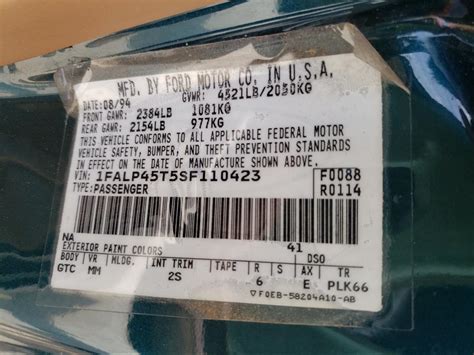 MFD. BY FORD MOTOR CO. IN U.S.A.
DATE: 08/94 GVWR: 4521LB/2050KG
FRONT GAWR: 2384LB 1081KG
REAR GAWR: 2154LB 977KG
THIS VEHICLE CONFORMS TO ALL APPLICABLE FEDERAL MOTOR
VEHICLE SAFETY, BUMPER, AND THEFT PREVENTION STANDARDS
IN EFFECT ON THE DATE OF MANUFACTURE SHOWN ABOVE.
VIN: 1FALP45T5SF110423 F0088
TYPE: PASSENGER R0114
NA 41
EXTERIOR PAINT COLORS DSO
BODY VR MLDG. INT TRIM TAPE R S AX TR
GTC MM 2S 6 E PLK66
▽F0EB-58204A10-AB